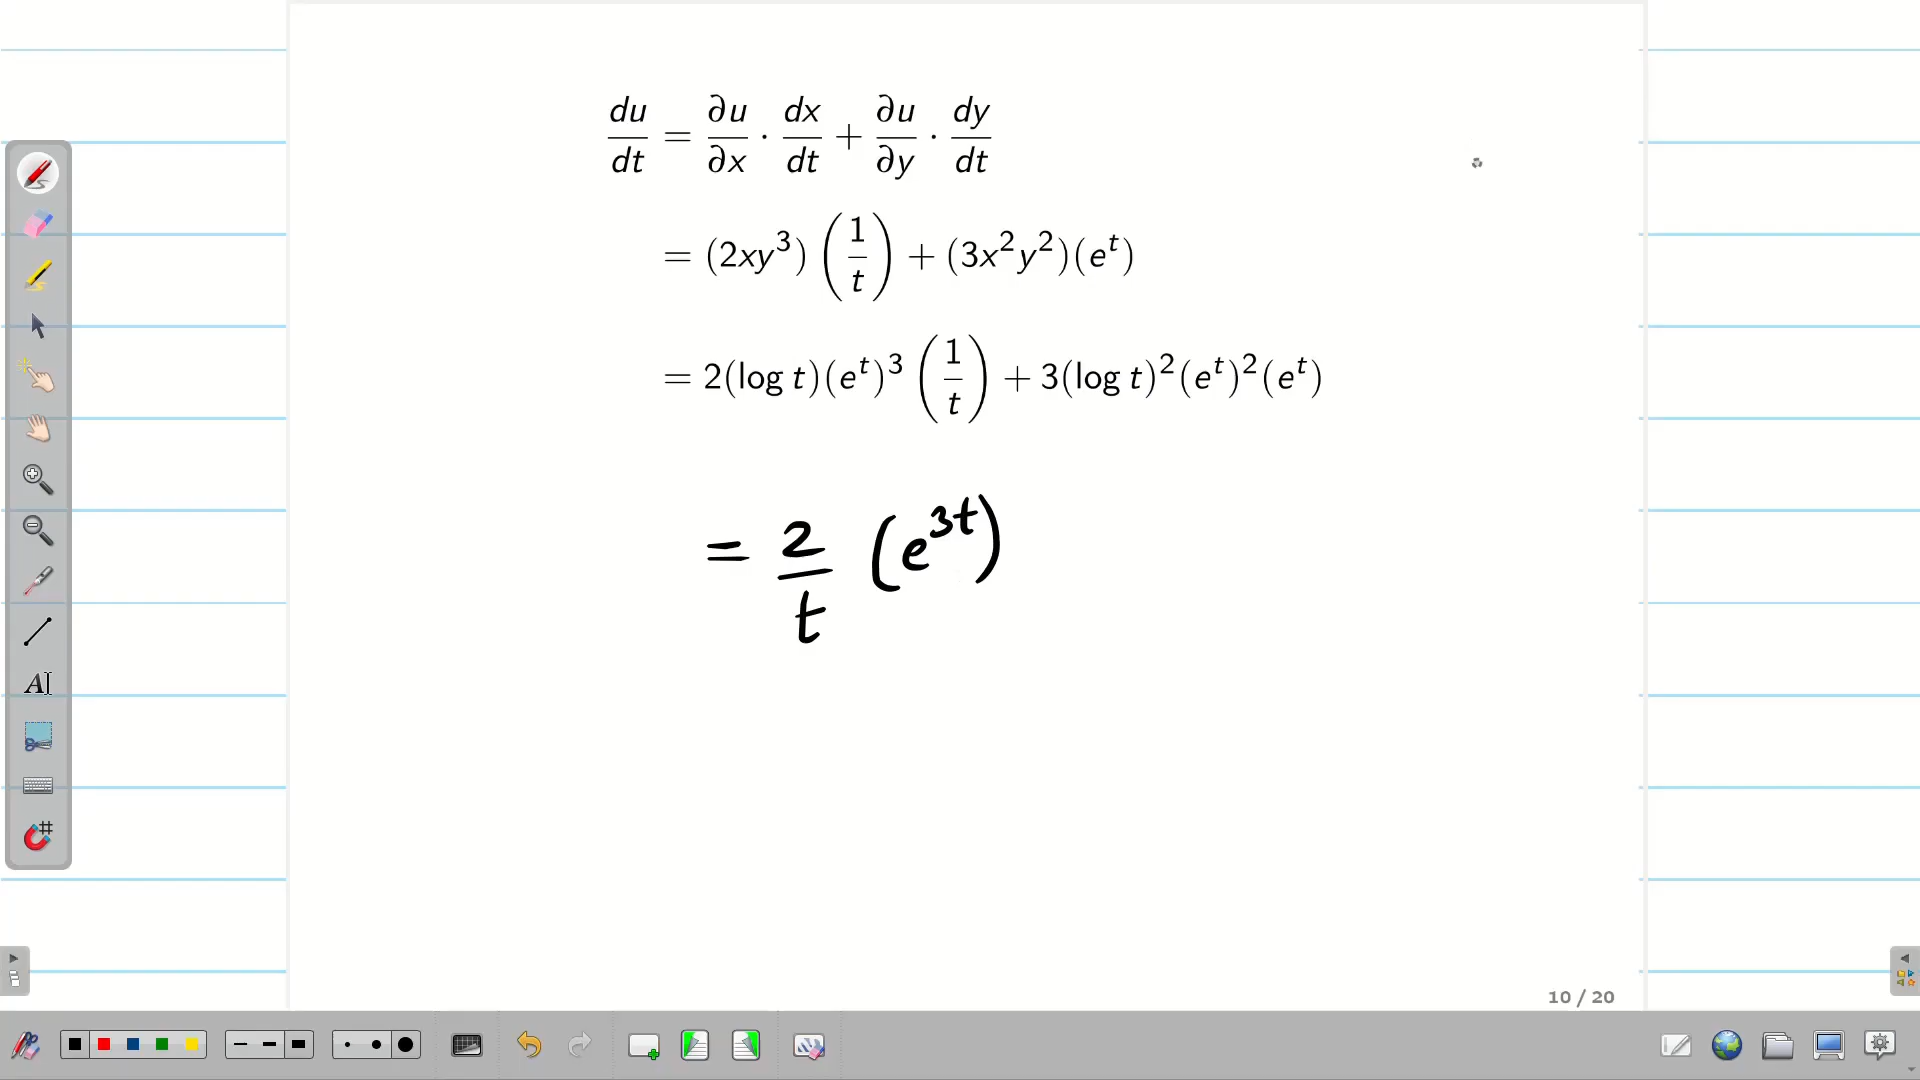 du/dt = ∂u/∂x · dx/dt + ∂u/∂y · dy/dt
= (2xy³) (1/t) + (3x²y²)(eᵗ)
= 2(log t)(eᵗ)³ (1/t) + 3(log t)²(eᵗ)²(eᵗ)
= 2/t (e³ᵗ)
10 / 20